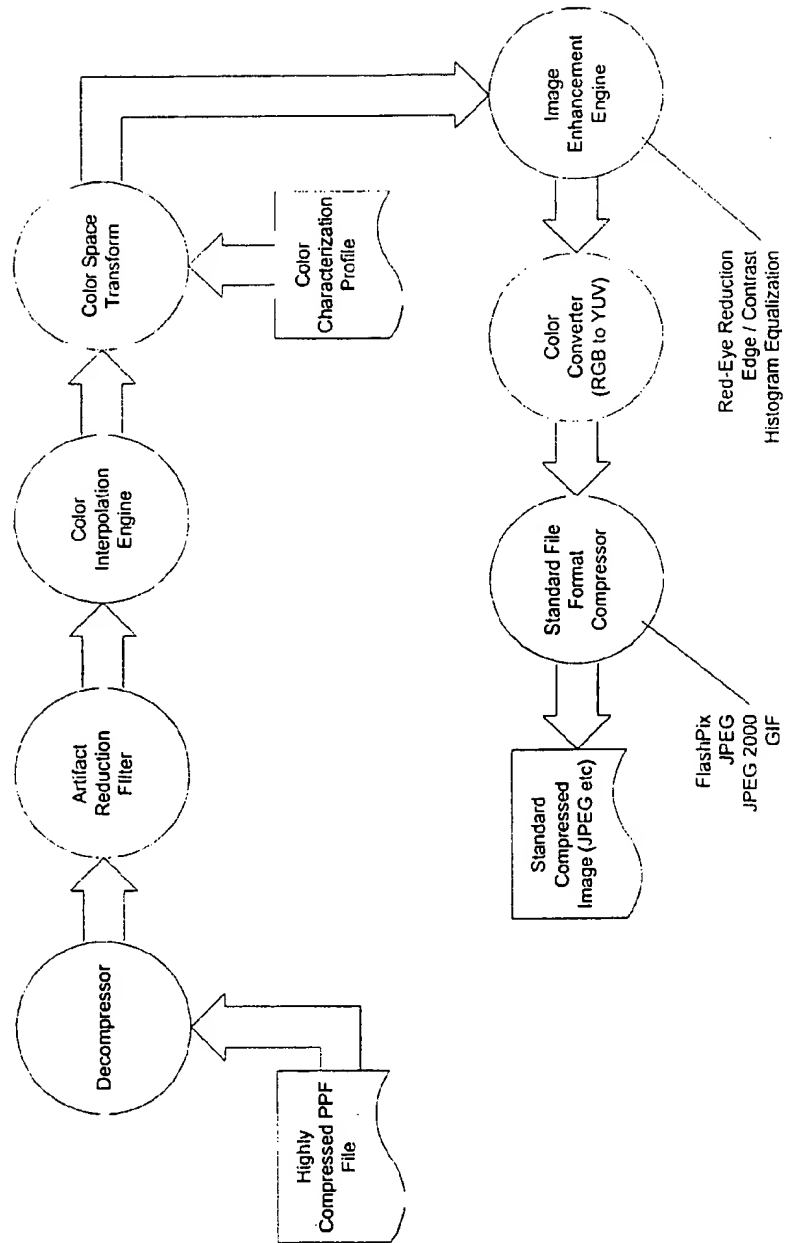 Highly
Compressed PPF
File
Decompressor
Artifact
Reduction
Filter
Color
Interpolation
Engine
Color Space
Transform
Color
Characterization
Profile
Image
Enhancement
Engine
Red-Eye Reduction
Edge / Contrast
Histogram Equalization
Color
Converter
(RGB to YUV)
Standard File
Format
Compressor
FlashPix
JPEG
JPEG 2000
GIF
Standard
Compressed
Image (JPEG etc)